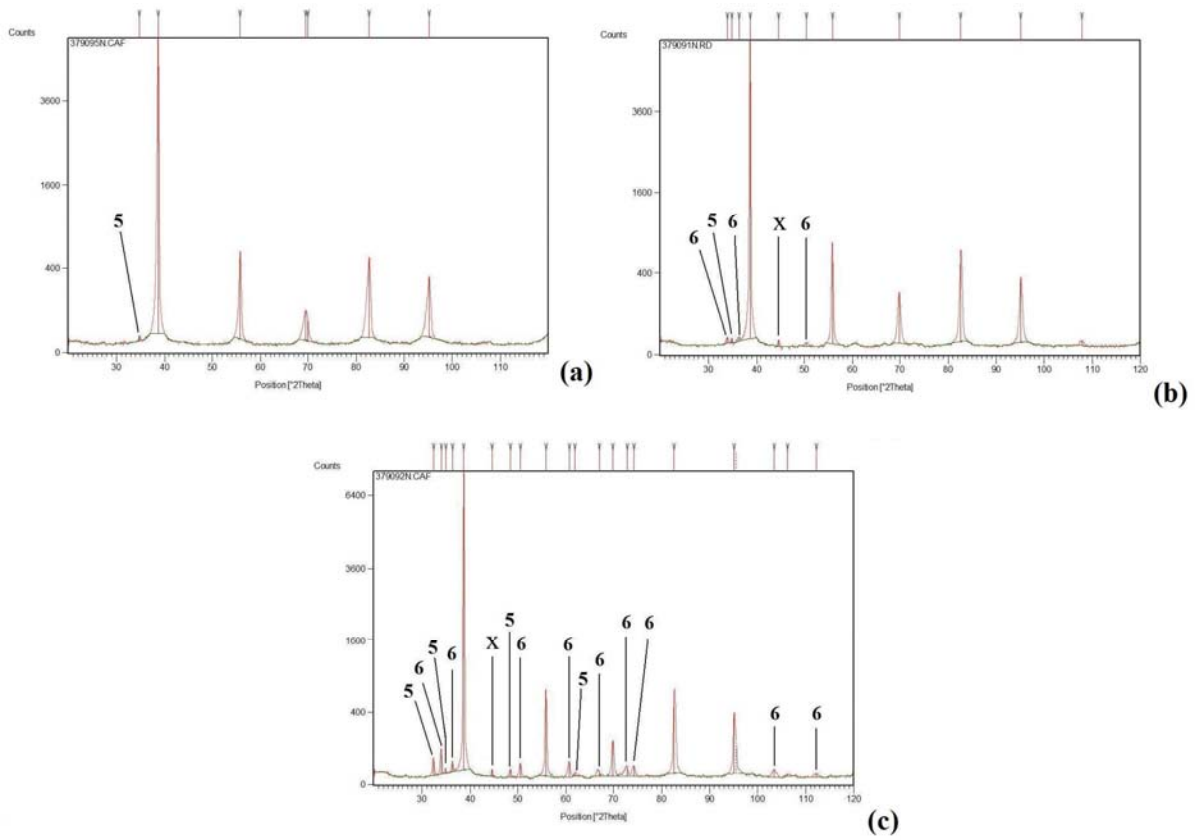 Counts
379095N.CAF
3600
1600
400
0
5
30 40 50 60 70 80 90 100 110
Position [°2Theta]
(a)
Counts
379091N.RD
3600
1600
400
0
6 5 6 X 6
30 40 50 60 70 80 90 100 110 120
Position [°2Theta]
(b)
Counts
379092N.CAF
6400
3600
1600
400
0
5 6 5 6 X 5 6 6 5 6 6 6 6 6
30 40 50 60 70 80 90 100 110 120
Position [°2Theta]
(c)